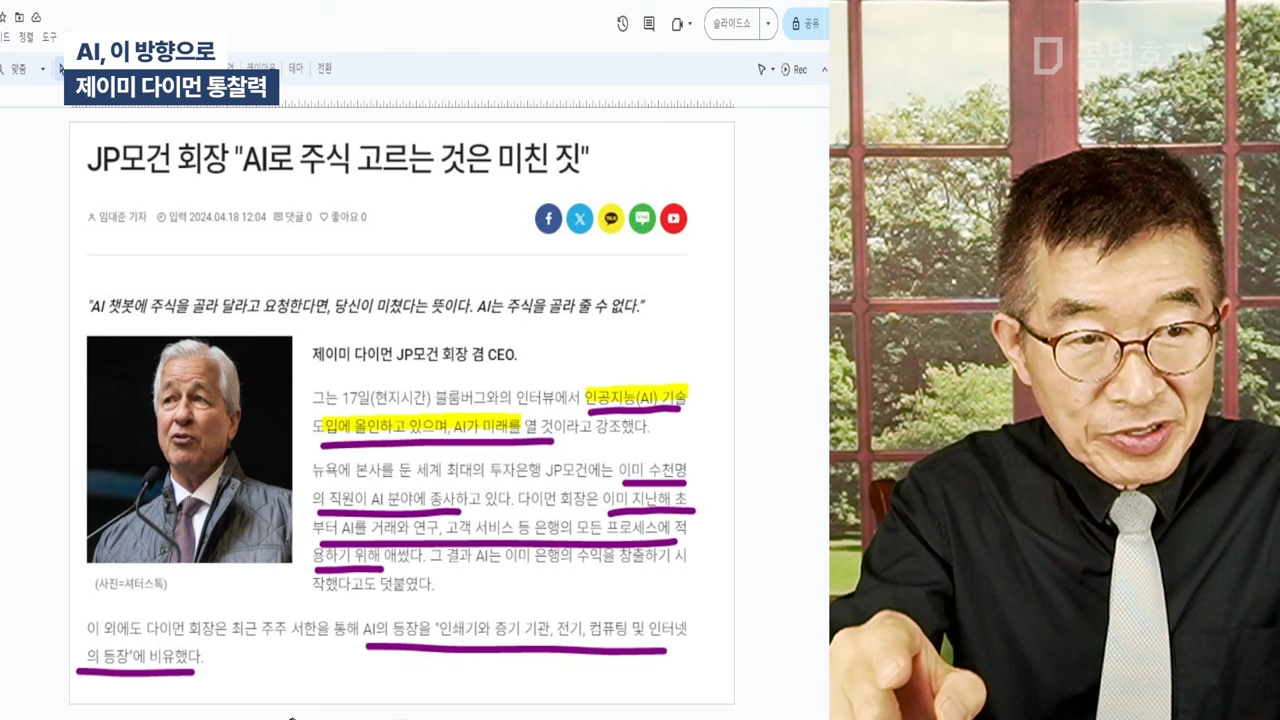 슬라이드쇼
공유
드 정렬 도구
AI, 이 방향으로
제이미 다이먼 통찰력
맞춤
테마
전환
Rec
공병호TV
JP모건 회장 "AI로 주식 고르는 것은 미친 짓"
임대준 기자 입력 2024.04.18 12:04 댓글 0 좋아요 0
"AI 챗봇에 주식을 골라 달라고 요청한다면, 당신이 미쳤다는 뜻이다. AI는 주식을 골라 줄 수 없다."
제이미 다이먼 JP모건 회장 겸 CEO.
그는 17일(현지시간) 블룸버그와의 인터뷰에서 인공지능(AI) 기술
도입에 올인하고 있으며, AI가 미래를 열 것이라고 강조했다.
뉴욕에 본사를 둔 세계 최대의 투자은행 JP모건에는 이미 수천명
의 직원이 AI 분야에 종사하고 있다. 다이먼 회장은 이미 지난해 초
부터 AI를 거래와 연구, 고객 서비스 등 은행의 모든 프로세스에 적
용하기 위해 애썼다. 그 결과 AI는 이미 은행의 수익을 창출하기 시
작했다고도 덧붙였다.
(사진=셔터스톡)
이 외에도 다이먼 회장은 최근 주주 서한을 통해 AI의 등장을 "인쇄기와 증기 기관, 전기, 컴퓨팅 및 인터넷
의 등장"에 비유했다.